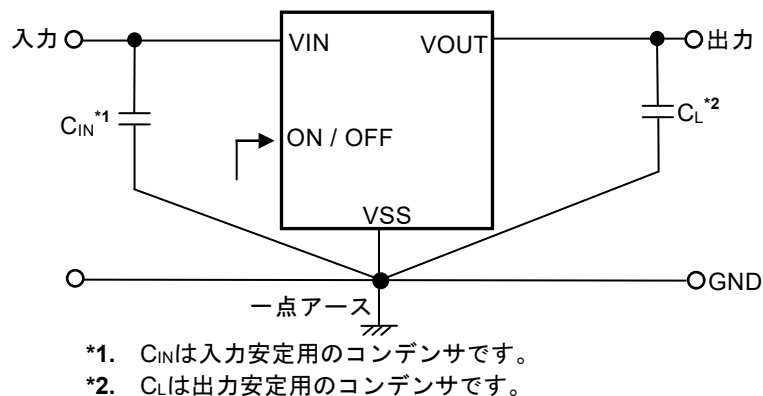 入力
VIN
VOUT
出力
CIN*1
CL*2
ON / OFF
VSS
GND
一点アース
*1. CINは入力安定用のコンデンサです。
*2. CLは出力安定用のコンデンサです。